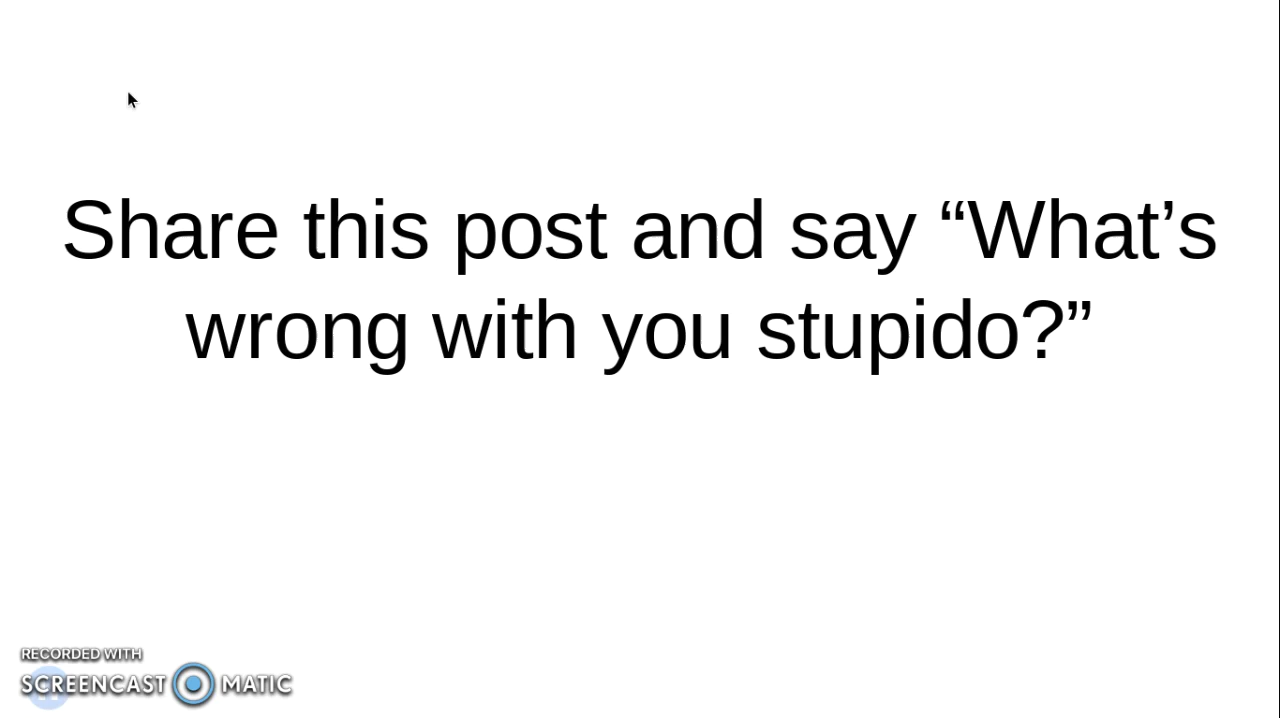 Share this post and say “What’s
wrong with you stupido?”
RECORDED WITH
SCREENCAST MATIC